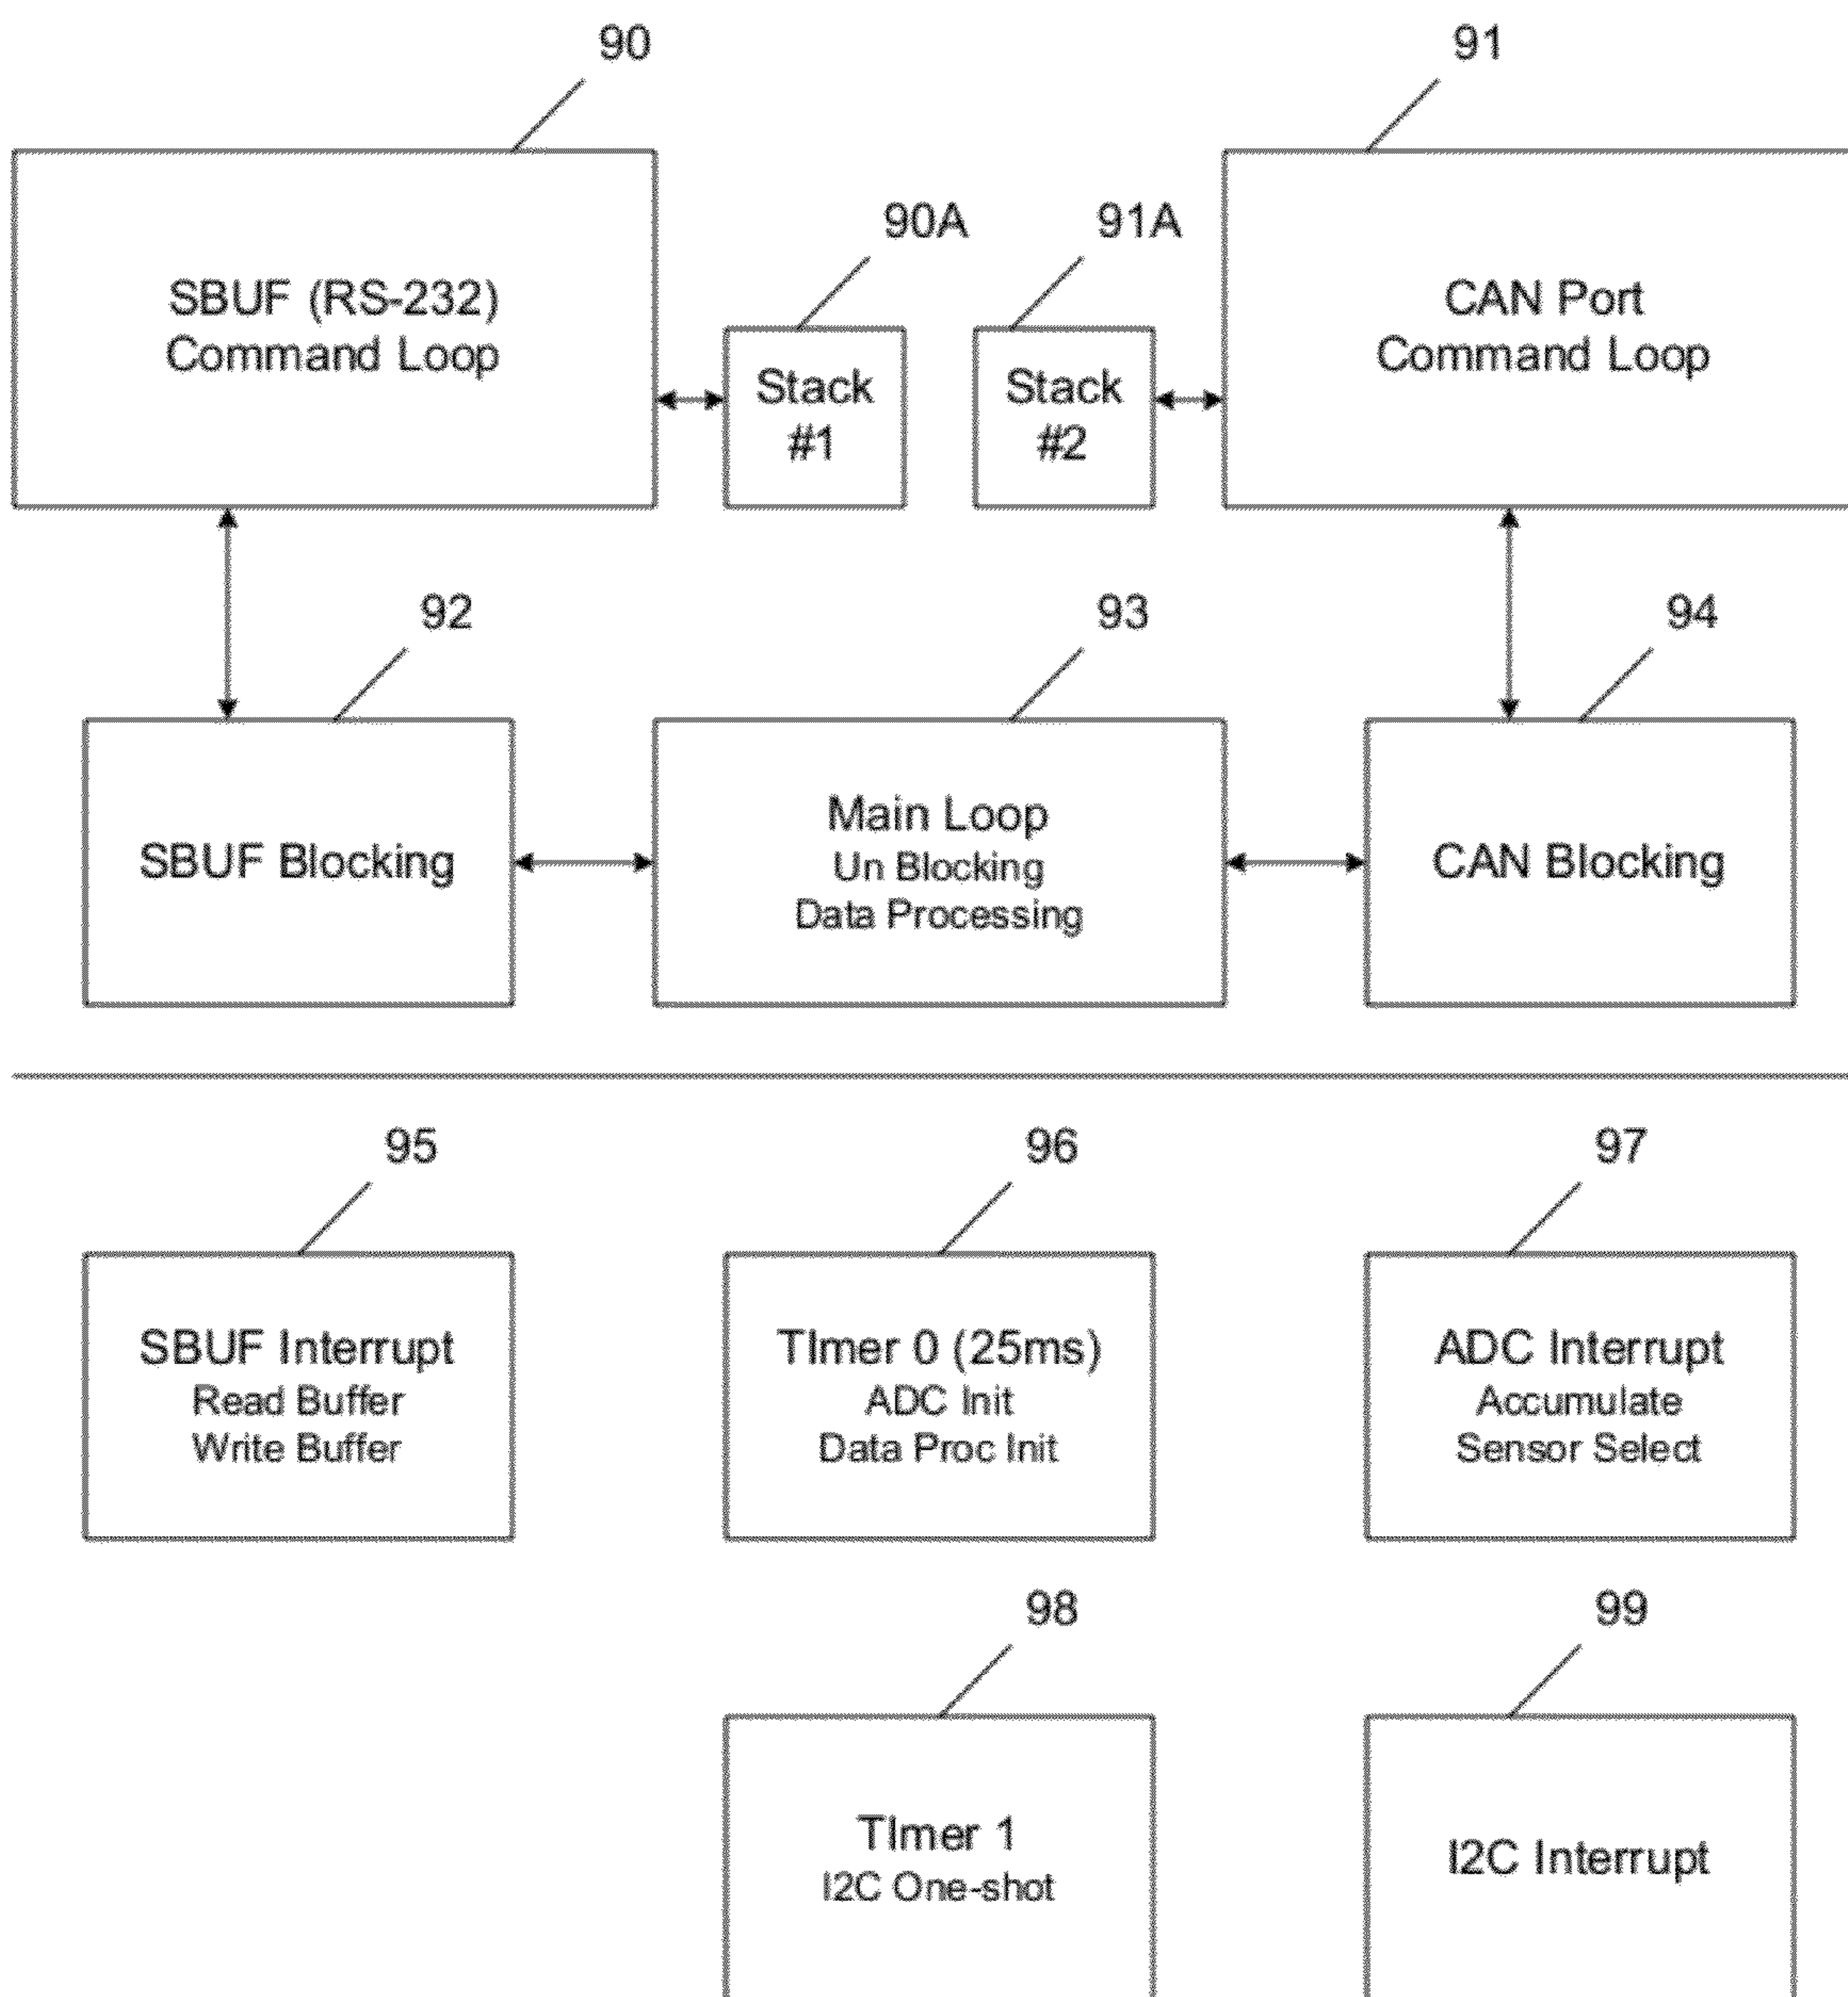 90
91
SBUF (RS-232)
Command Loop
90A
91A
CAN Port
Command Loop
Stack
#1
Stack
#2
92
93
94
SBUF Blocking
Main Loop
Un Blocking
Data Processing
CAN Blocking
95
96
97
SBUF Interrupt
Read Buffer
Write Buffer
TImer 0 (25ms)
ADC Init
Data Proc Init
ADC Interrupt
Accumulate
Sensor Select
98
99
TImer 1
I2C One-shot
I2C Interrupt